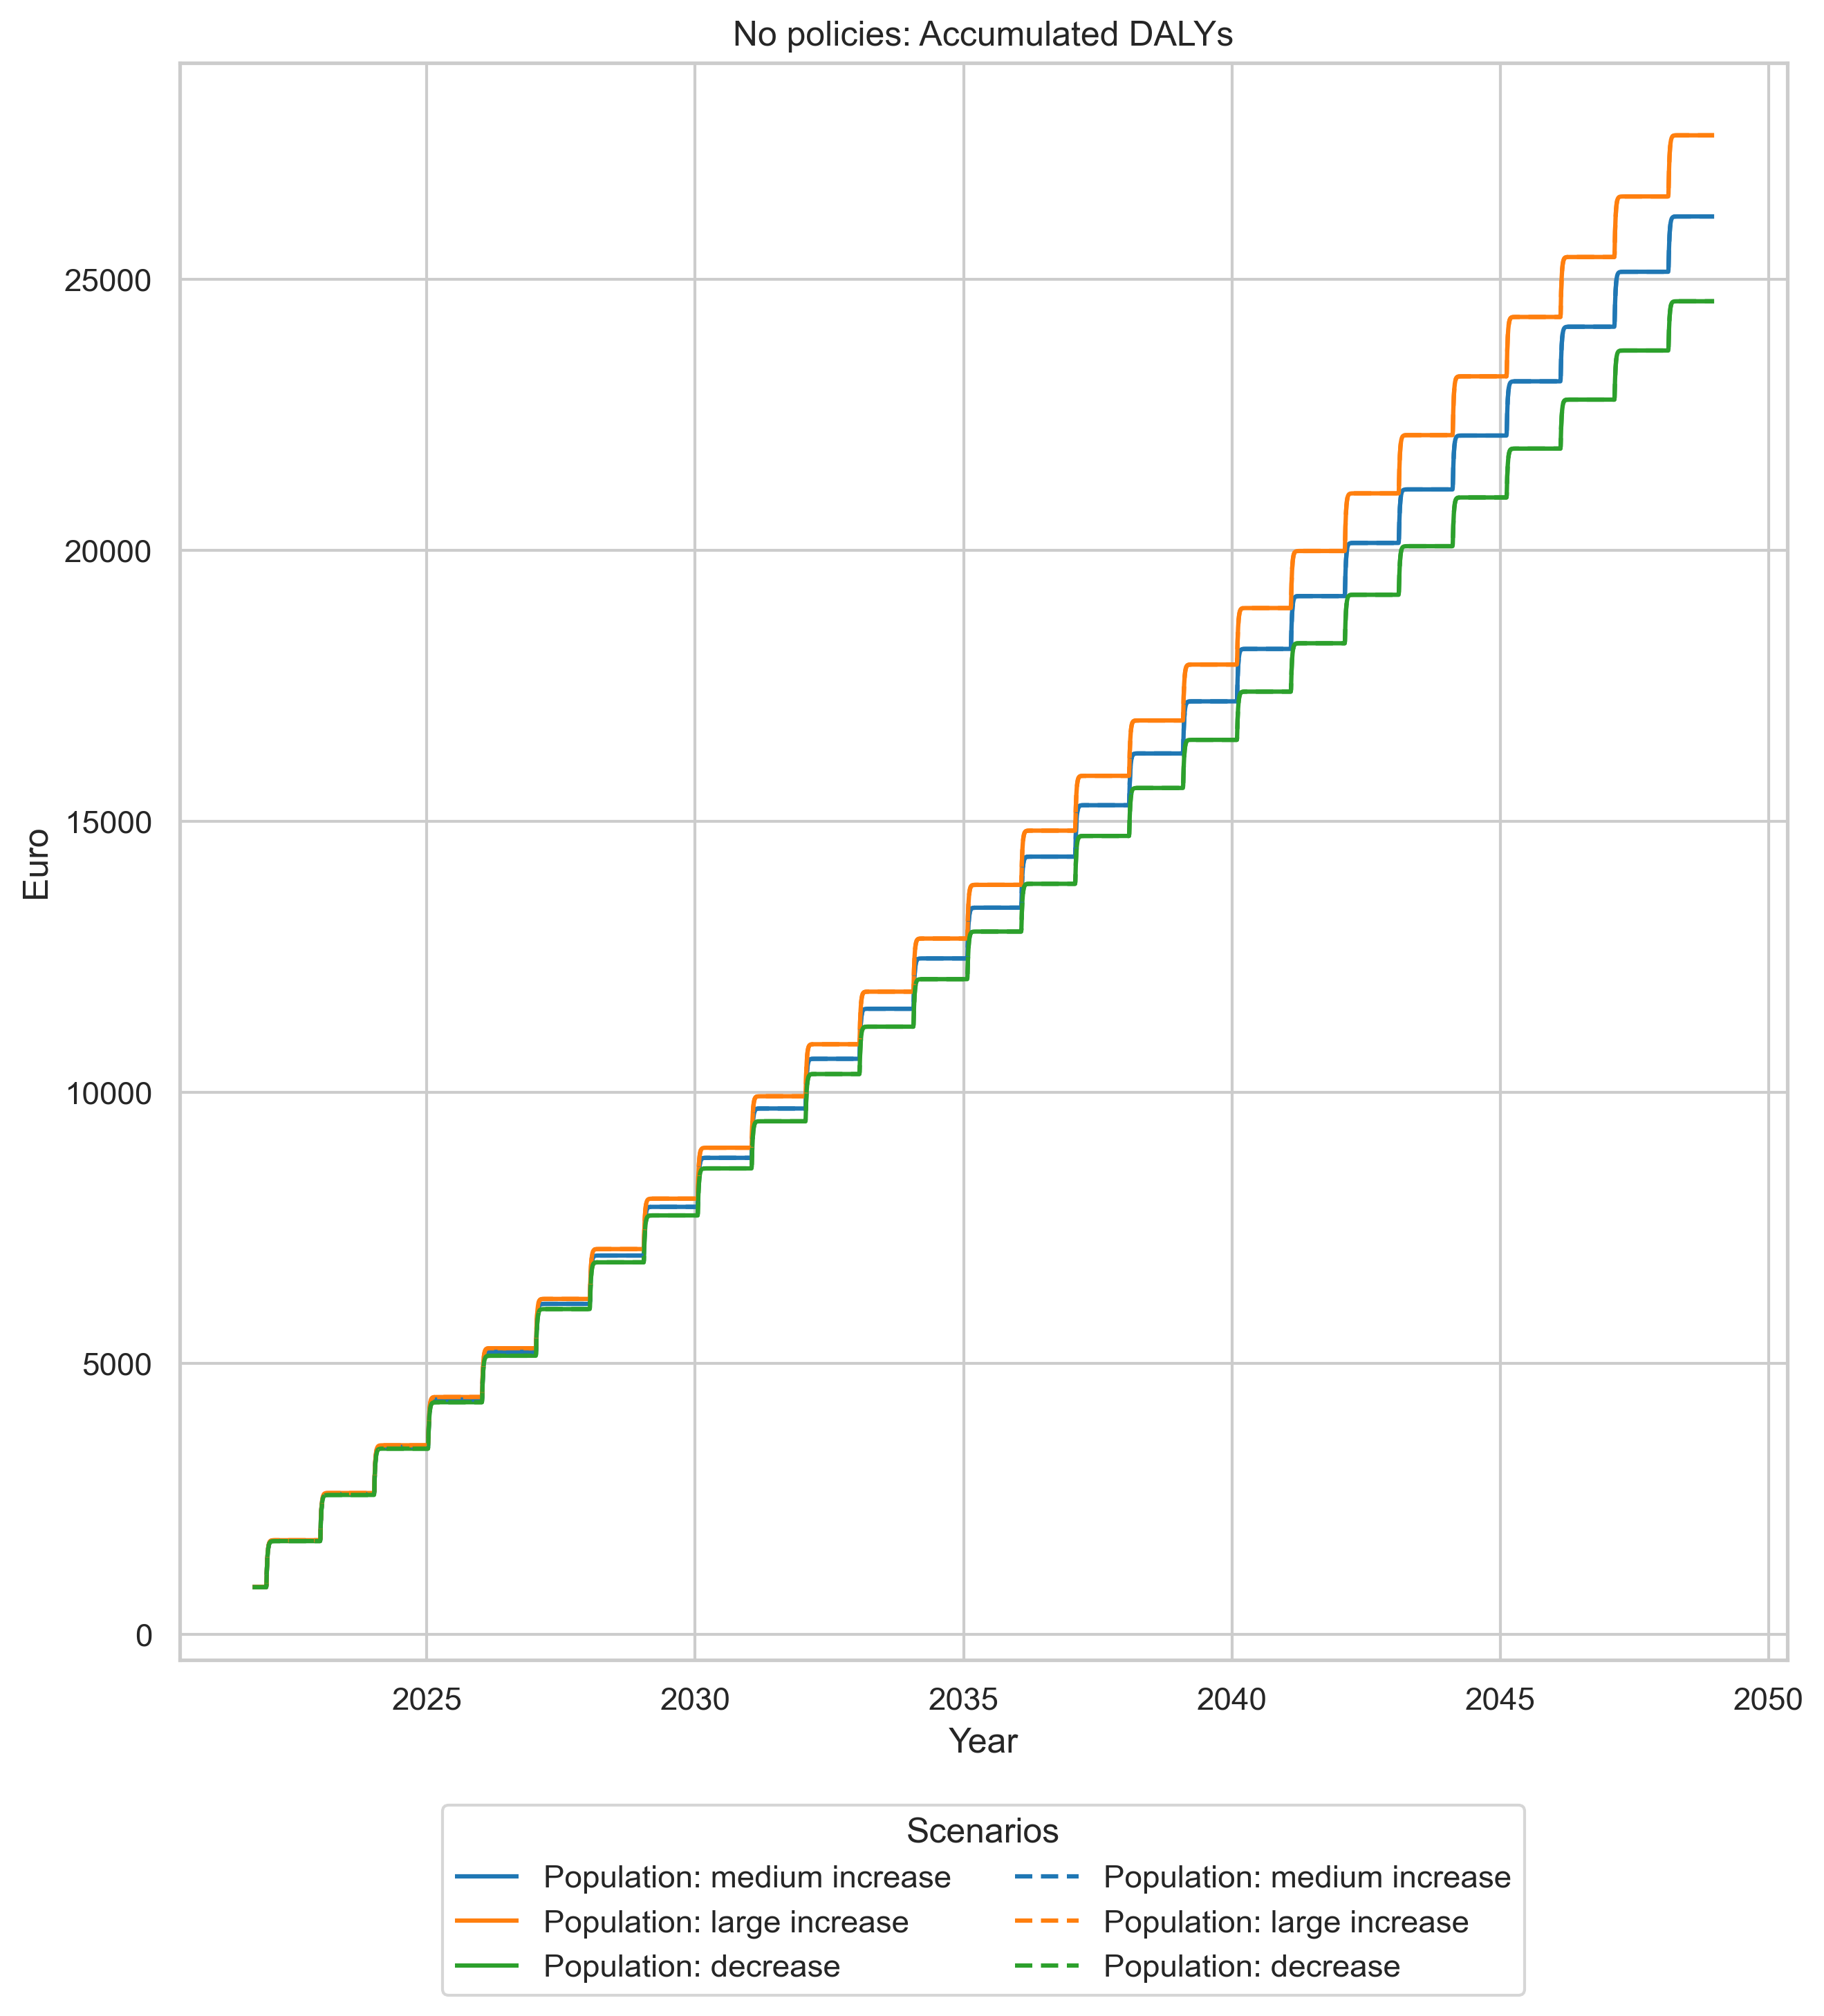 No policies: Accumulated DALYs
25000
20000
15000
10000
5000
0
Euro
2025 2030 2035 2040 2045 2050
Year
Scenarios
Population: medium increase Population: medium increase
Population: large increase Population: large increase
Population: decrease Population: decrease